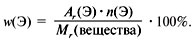 w(Э) = A_r(Э) · n(Э) / M_r(вещества) · 100%.